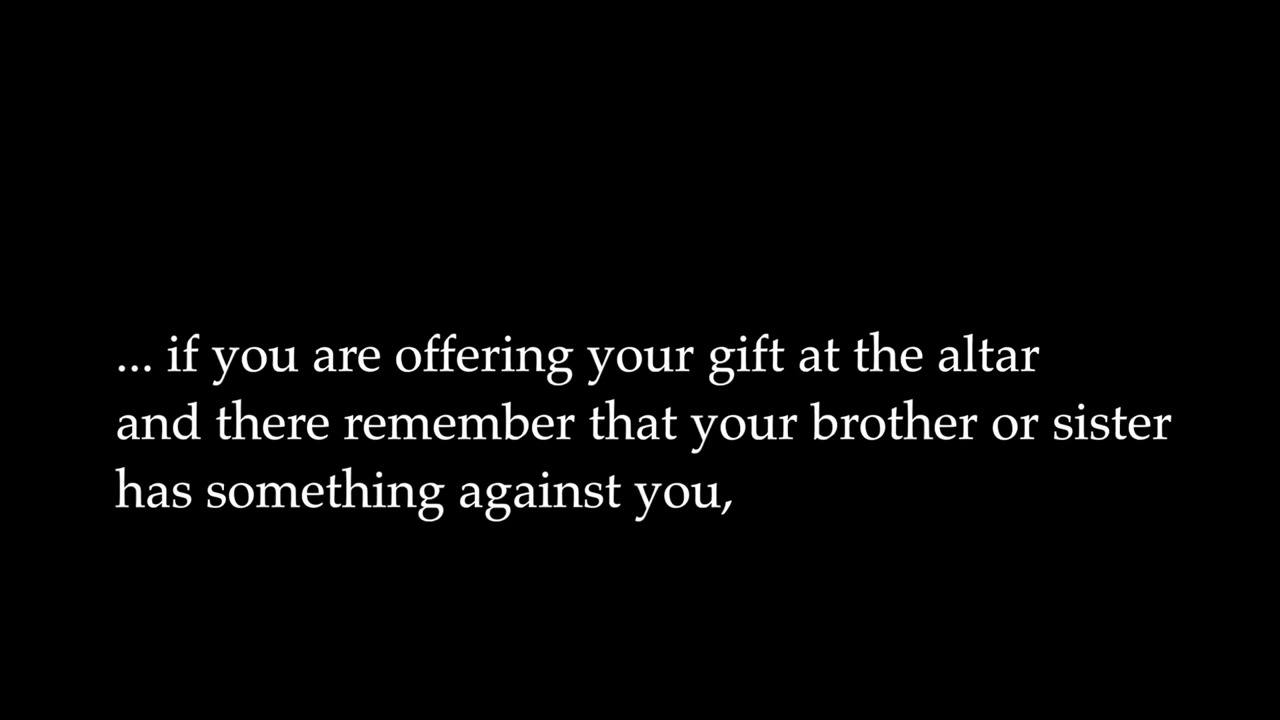 ... if you are offering your gift at the altar
and there remember that your brother or sister
has something against you,